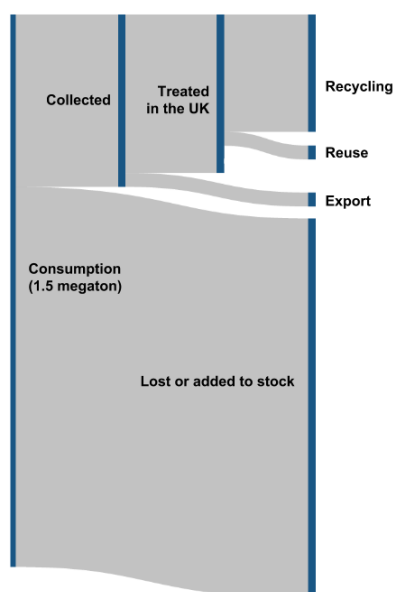 Collected
Treated
in the UK
Recycling
Reuse
Export
Consumption
(1.5 megaton)
Lost or added to stock